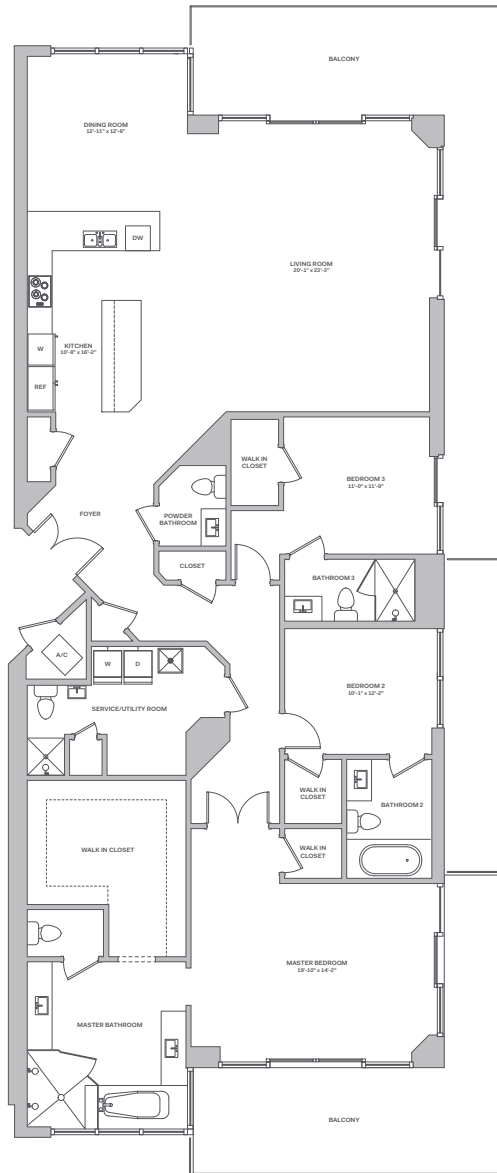 BALCONY
DINING ROOM
12'-11" x 12'-6"
DW
LIVING ROOM
20'-1" x 23'-3"
W
KITCHEN
10'-8" x 16'-2"
REF
WALK IN
CLOSET
BEDROOM 3
11'-0" x 11'-9"
FOYER
POWDER
BATHROOM
CLOSET
BATHROOM 3
A/C
W
D
SERVICE/UTILITY ROOM
BEDROOM 2
10'-1" x 12'-2"
WALK IN
CLOSET
BATHROOM 2
WALK IN CLOSET
WALK IN
CLOSET
MASTER BEDROOM
19'-10" x 14'-2"
MASTER BATHROOM
BALCONY